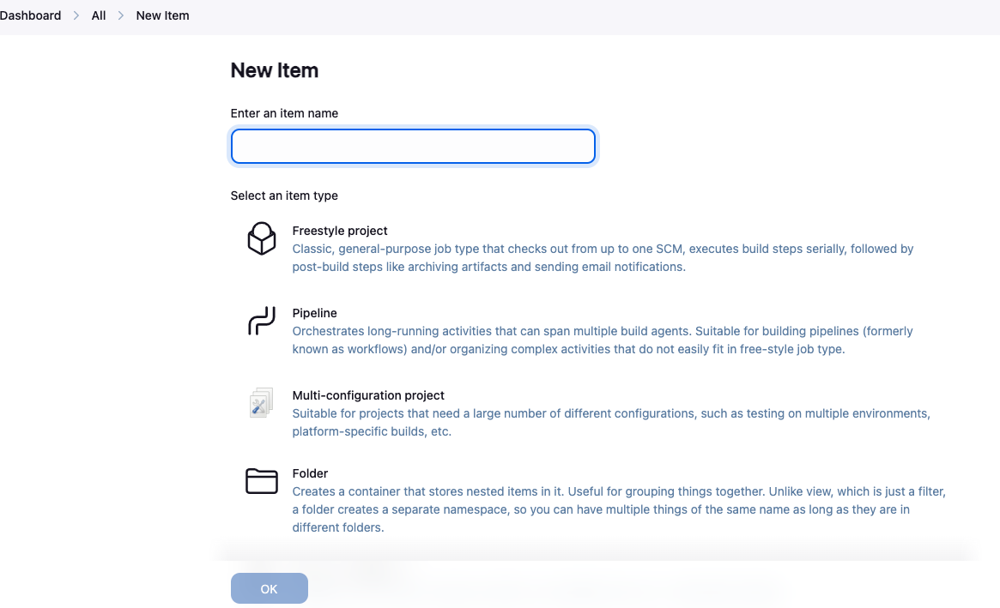 Dashboard > All > New Item
New Item
Enter an item name
Select an item type
Freestyle project
Classic, general-purpose job type that checks out from up to one SCM, executes build steps serially, followed by
post-build steps like archiving artifacts and sending email notifications.
Pipeline
Orchestrates long-running activities that can span multiple build agents. Suitable for building pipelines (formerly
known as workflows) and/or organizing complex activities that do not easily fit in free-style job type.
Multi-configuration project
Suitable for projects that need a large number of different configurations, such as testing on multiple environments,
platform-specific builds, etc.
Folder
Creates a container that stores nested items in it. Useful for grouping things together. Unlike view, which is just a filter,
a folder creates a separate namespace, so you can have multiple things of the same name as long as they are in
different folders.
OK